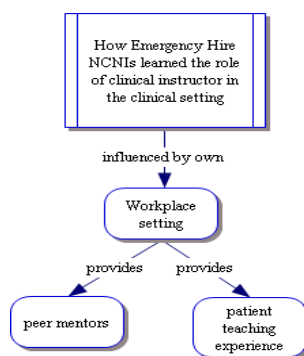 How Emergency Hire
NCNIs learned the role
of clinical instructor in
the clinical setting
influenced by own
Workplace
setting
provides
provides
peer mentors
patient
teaching
experience